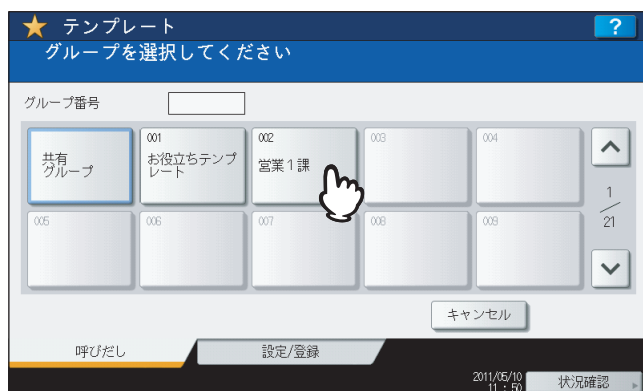 テンプレート
?
グループを選択してください
グループ番号
共有
グループ
001
お役立ちテンプ
レート
002
営業1課
003
004
1
21
005
006
007
008
009
キャンセル
呼びだし
設定/登録
2011/05/10
11:50
状況確認